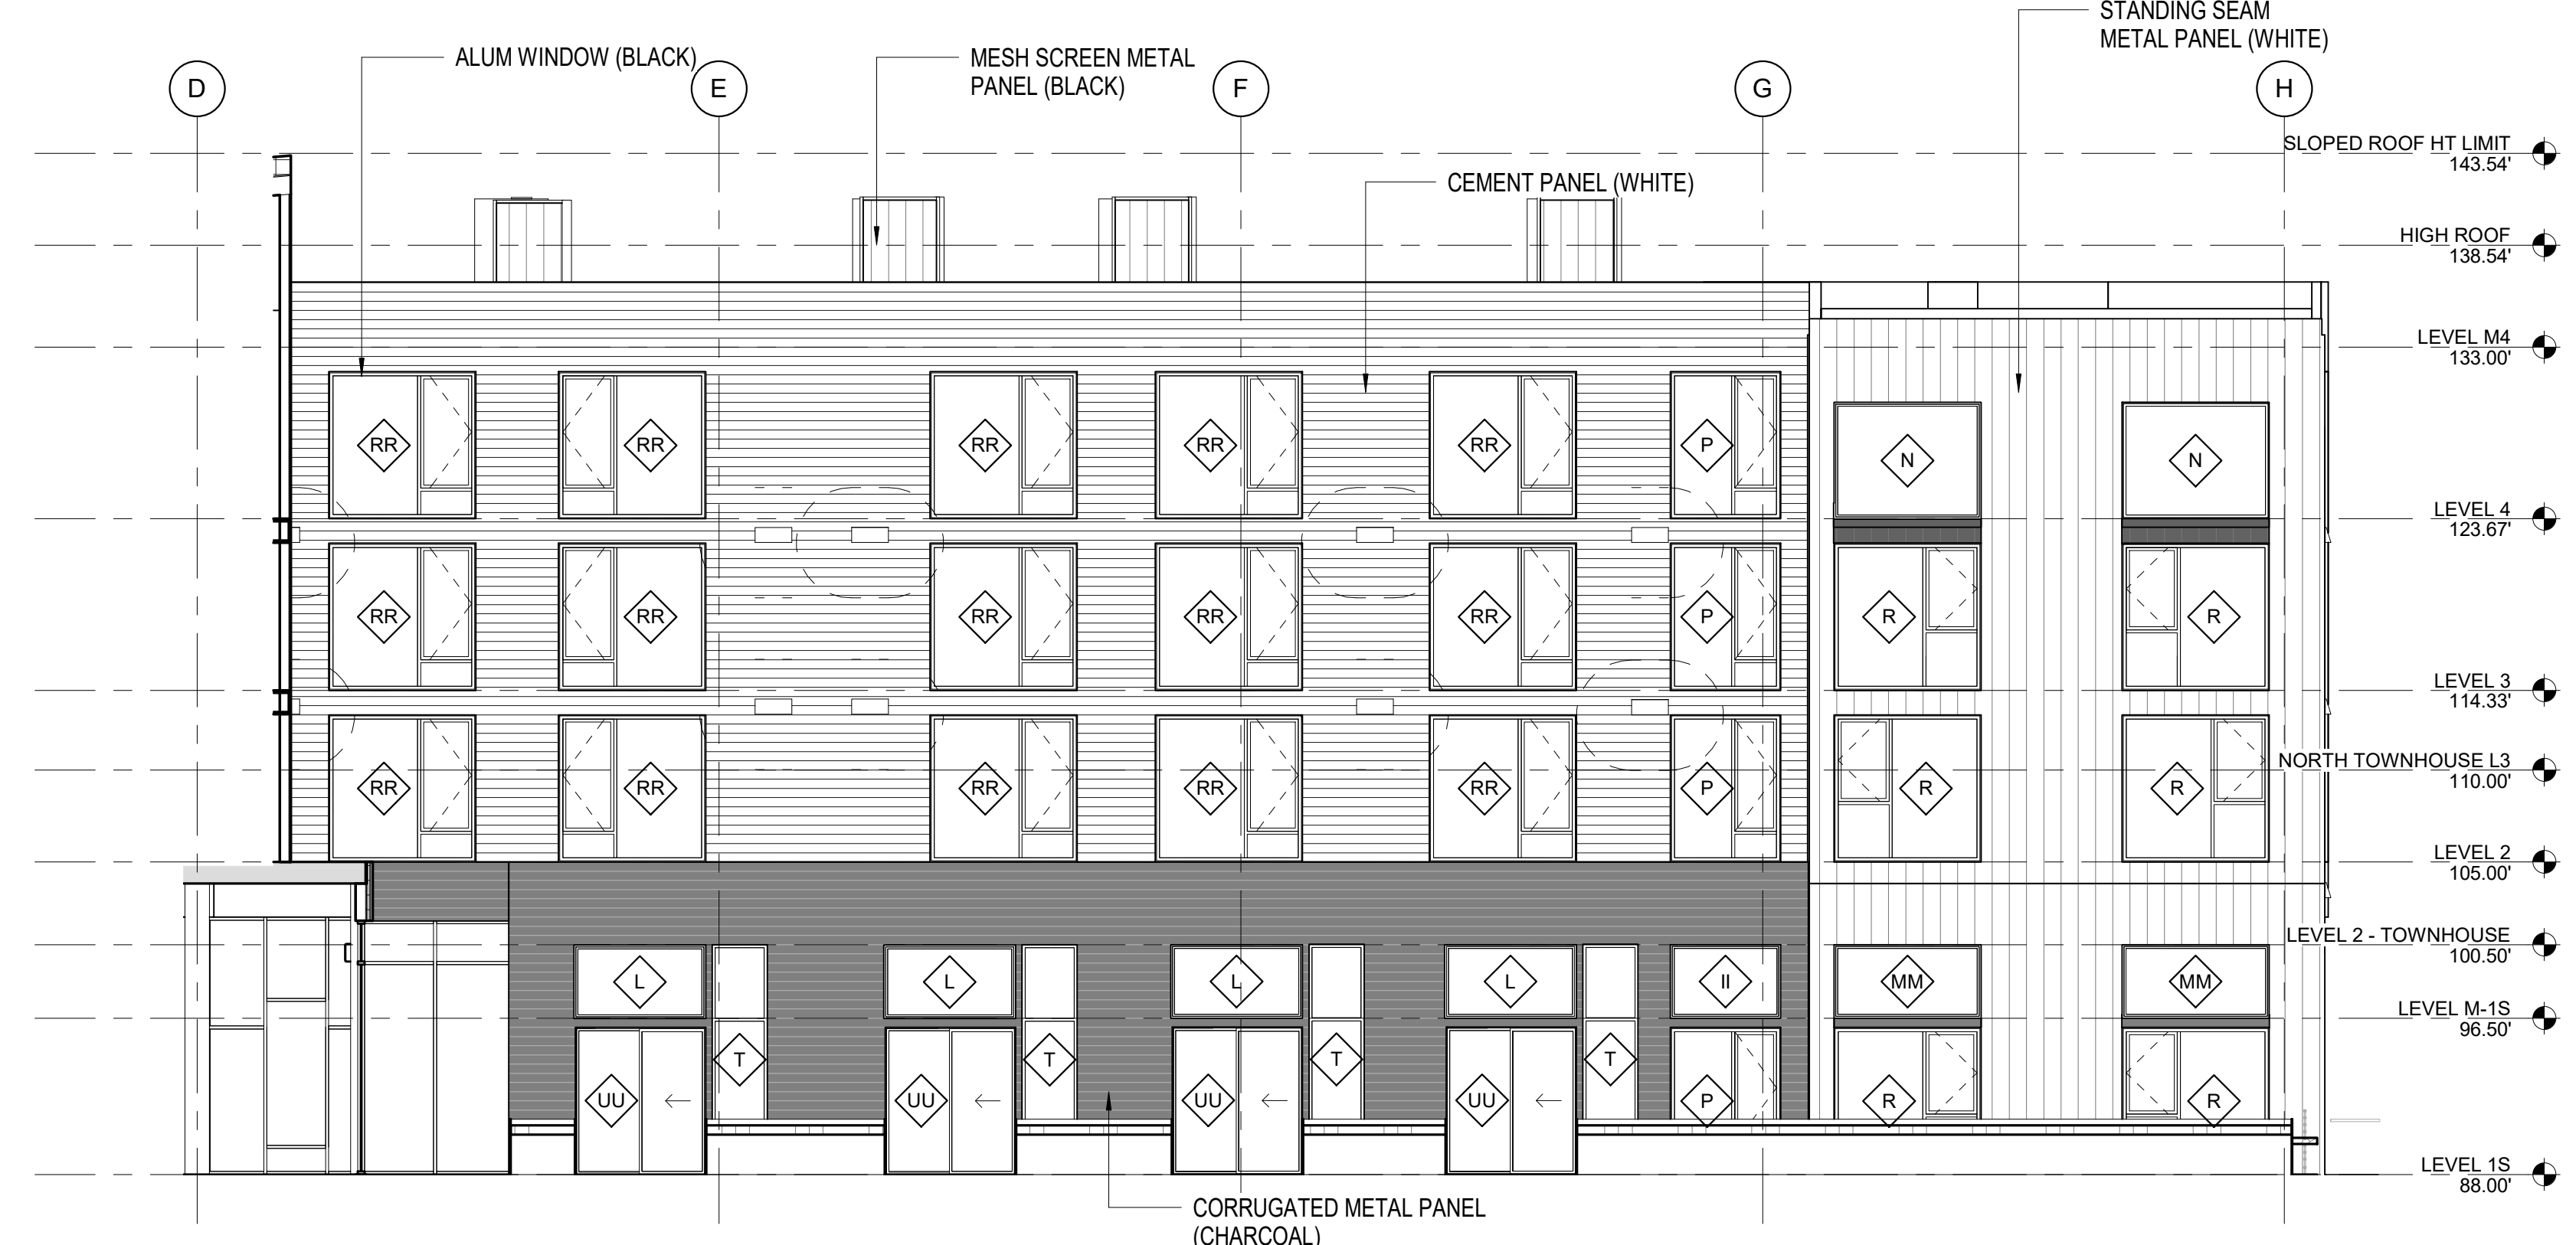 STANDING SEAM
METAL PANEL (WHITE)
ALUM WINDOW (BLACK)
MESH SCREEN METAL
PANEL (BLACK)
D
E
F
G
H
SLOPED ROOF HT LIMIT
143.54'
CEMENT PANEL (WHITE)
HIGH ROOF
138.54'
LEVEL M4
133.00'
RR
RR
RR
RR
RR
P
N
N
LEVEL 4
123.67'
RR
RR
RR
RR
RR
P
R
R
LEVEL 3
114.33'
NORTH TOWNHOUSE L3
110.00'
RR
RR
RR
RR
RR
P
R
R
LEVEL 2
105.00'
LEVEL 2 - TOWNHOUSE
100.50'
L
L
L
L
II
MM
MM
LEVEL M-1S
96.50'
T
T
T
T
UU
UU
UU
UU
P
R
R
LEVEL 1S
88.00'
CORRUGATED METAL PANEL
(CHARCOAL)